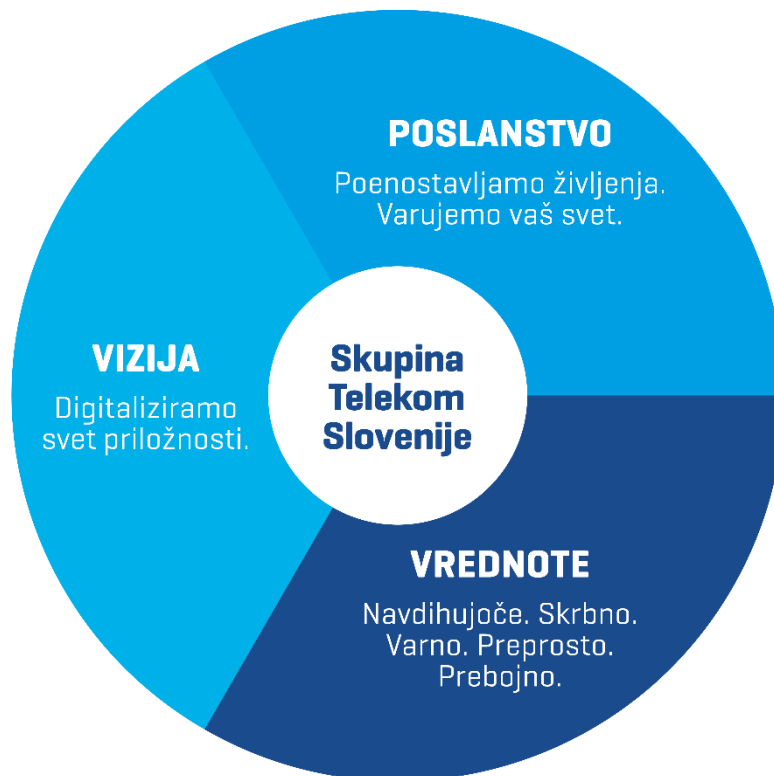 POSLANSTVO
Poenostavljamo življenja.
Varujemo vaš svet.
VIZIJA
Digitaliziramo
svet priložnosti.
Skupina
Telekom
Slovenije
VREDNOTE
Navdihujoče. Skrbno.
Varno. Preprosto.
Prebojno.